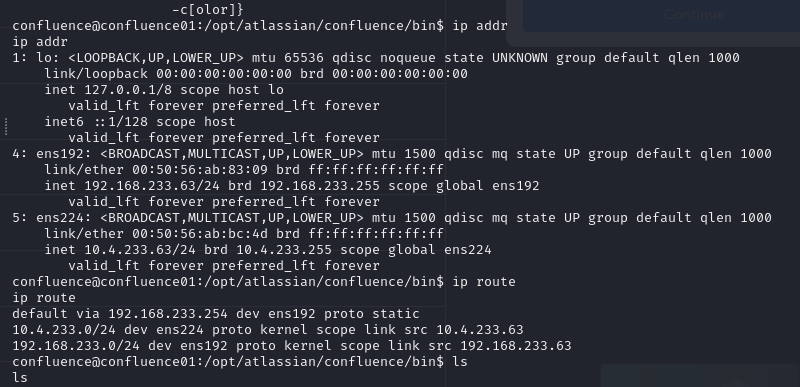 -c[olor]}
Continue
confluence@confluence01:/opt/atlassian/confluence/bin$ ip addr
ip addr
1: lo: <LOOPBACK,UP,LOWER_UP> mtu 65536 qdisc noqueue state UNKNOWN group default qlen 1000
    link/loopback 00:00:00:00:00:00 brd 00:00:00:00:00:00
    inet 127.0.0.1/8 scope host lo
       valid_lft forever preferred_lft forever
    inet6 ::1/128 scope host
       valid_lft forever preferred_lft forever
4: ens192: <BROADCAST,MULTICAST,UP,LOWER_UP> mtu 1500 qdisc mq state UP group default qlen 1000
    link/ether 00:50:56:ab:83:09 brd ff:ff:ff:ff:ff:ff
    inet 192.168.233.63/24 brd 192.168.233.255 scope global ens192
       valid_lft forever preferred_lft forever
5: ens224: <BROADCAST,MULTICAST,UP,LOWER_UP> mtu 1500 qdisc mq state UP group default qlen 1000
    link/ether 00:50:56:ab:bc:4d brd ff:ff:ff:ff:ff:ff
    inet 10.4.233.63/24 brd 10.4.233.255 scope global ens224
       valid_lft forever preferred_lft forever
confluence@confluence01:/opt/atlassian/confluence/bin$ ip route
ip route
default via 192.168.233.254 dev ens192 proto static
10.4.233.0/24 dev ens224 proto kernel scope link src 10.4.233.63
192.168.233.0/24 dev ens192 proto kernel scope link src 192.168.233.63
confluence@confluence01:/opt/atlassian/confluence/bin$ ls
ls